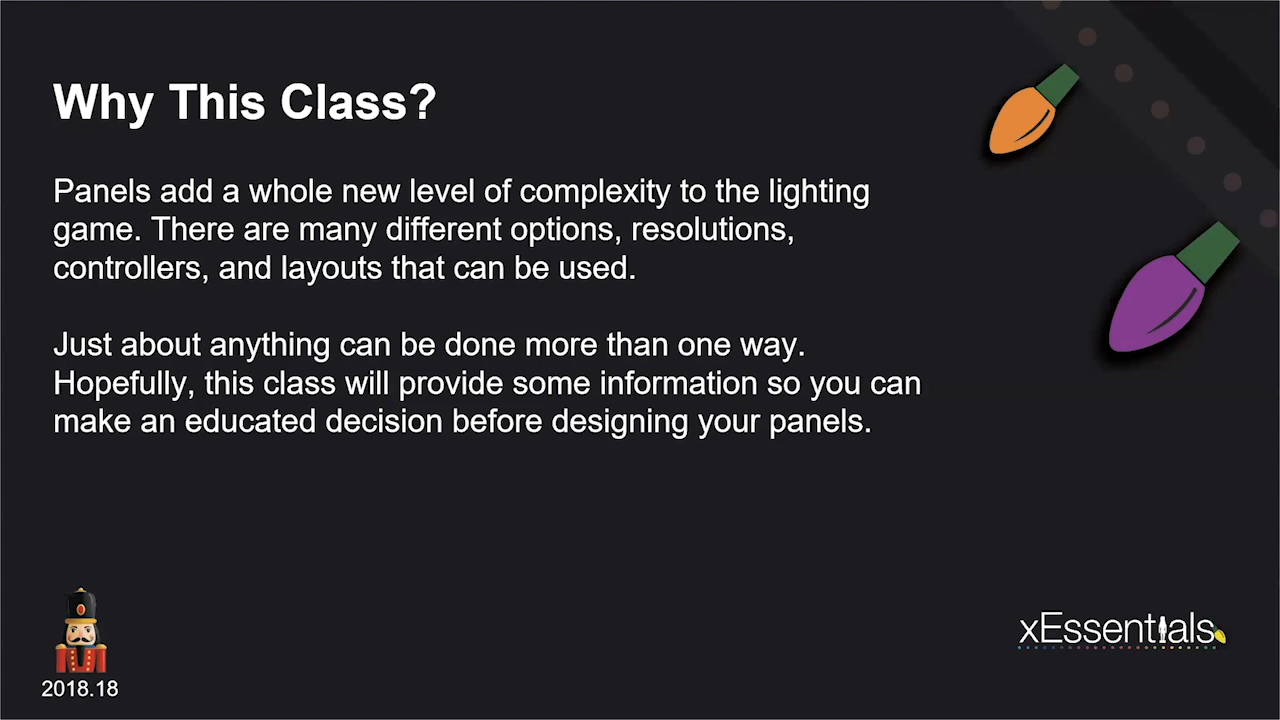 Why This Class?
Panels add a whole new level of complexity to the lighting
game. There are many different options, resolutions,
controllers, and layouts that can be used.
Just about anything can be done more than one way.
Hopefully, this class will provide some information so you can
make an educated decision before designing your panels.
2018.18
xEssentials